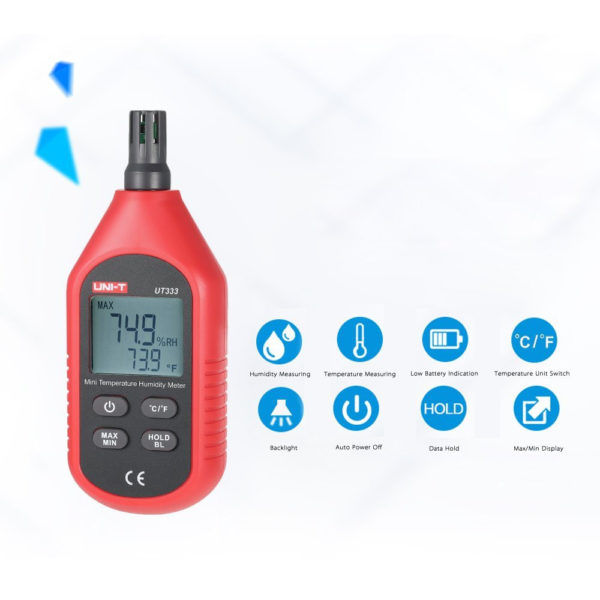 UNI-T
UT333
MAX
74.9 %RH
73.9 °F
Mini Temperature Humidity Meter
°C/°F
MAX
MIN
HOLD
BL
CE
°C/°F
Humidity Measuring
Temperature Measuring
Low Battery Indication
Temperature Unit Switch
HOLD
Backlight
Auto Power Off
Data Hold
Max/Min Display